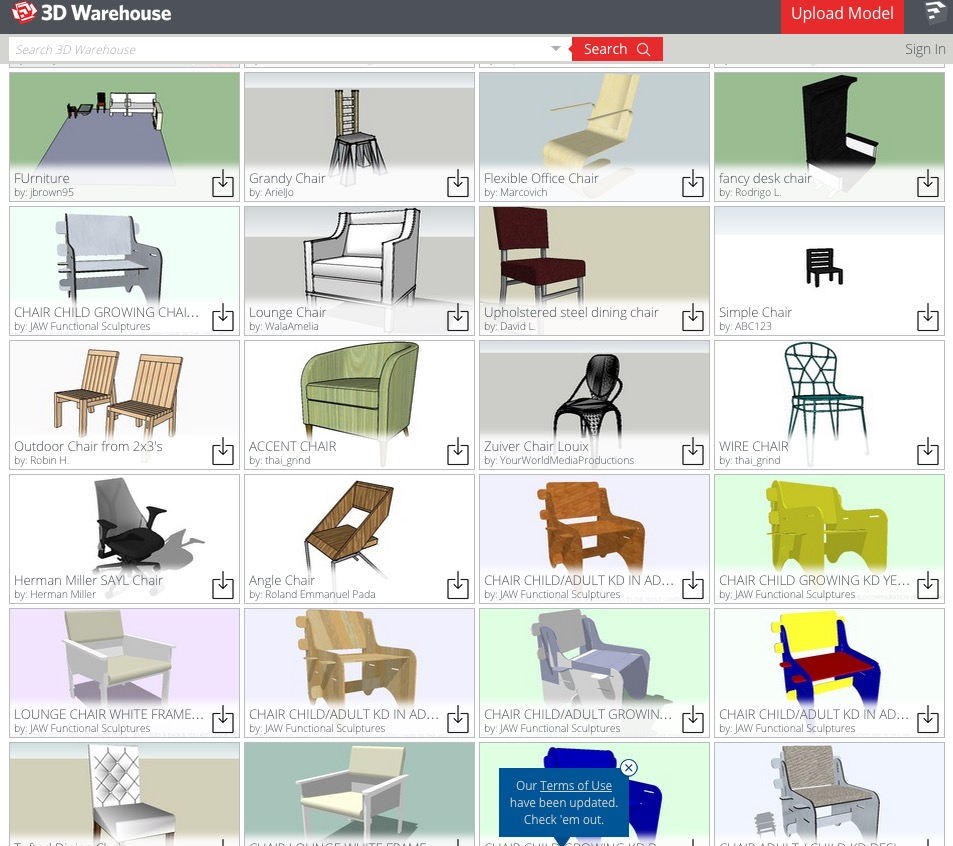 3D Warehouse
Upload Model
Search 3D Warehouse
Search
Sign In
FUrniture
by: jbrown95
Grandy Chair
by: ArielJo
Flexible Office Chair
by: Marcovich
fancy desk chair
by: Rodrigo L.
CHAIR CHILD GROWING CHAI...
by: JAW Functional Sculptures
Lounge Chair
by: WalaAmelia
Upholstered steel dining chair
by: David L.
Simple Chair
by: ABC123
Outdoor Chair from 2x3's
by: Robin H.
ACCENT CHAIR
by: thai_grind
Zuiver Chair Louix
by: YourWorldMediaProductions
WIRE CHAIR
by: thai_grind
Herman Miller SAYL Chair
by: Herman Miller
Angle Chair
by: Roland Emmanuel Pada
CHAIR CHILD/ADULT KD IN AD...
by: JAW Functional Sculptures
CHAIR CHILD GROWING KD YE...
by: JAW Functional Sculptures
LOUNGE CHAIR WHITE FRAME...
by: JAW Functional Sculptures
CHAIR CHILD/ADULT KD IN AD...
by: JAW Functional Sculptures
CHAIR CHILD/ADULT GROWIN...
by: JAW Functional Sculptures
CHAIR CHILD/ADULT KD IN AD...
by: JAW Functional Sculptures
Our Terms of Use
have been updated.
Check 'em out.
CHAIR LOUNGE WHITE FRAME